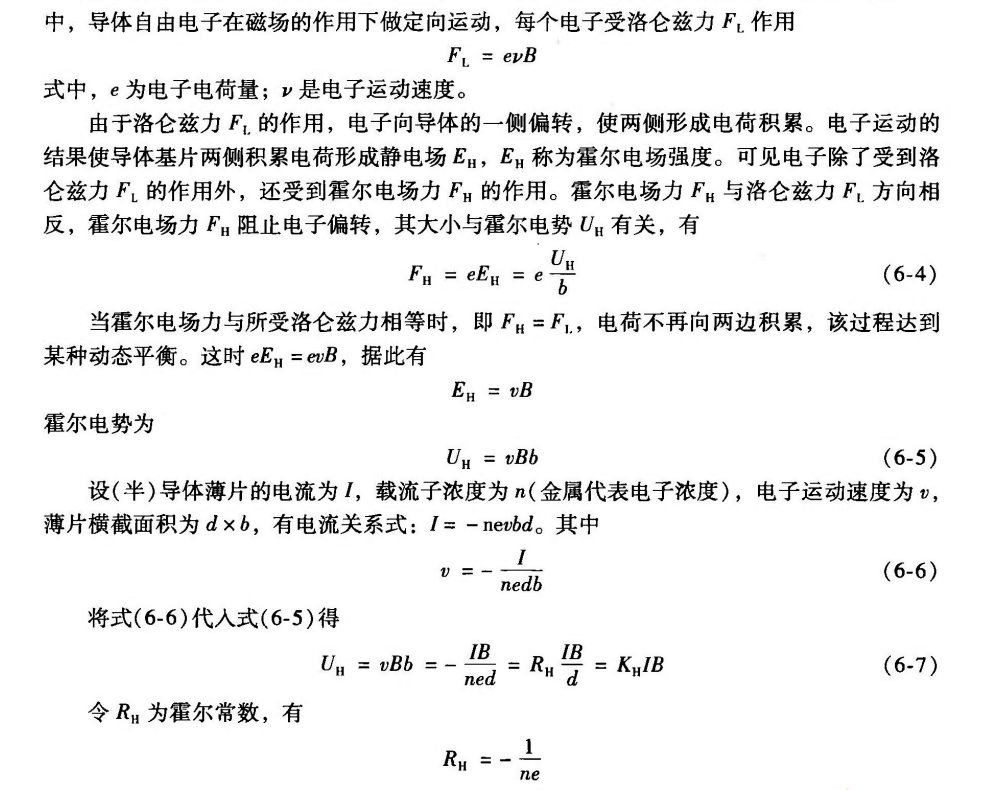 中，导体自由电子在磁场的作用下做定向运动，每个电子受洛仑兹力 F_L 作用
F_L = eνB
式中，e 为电子电荷量；ν 是电子运动速度。
由于洛仑兹力 F_L 的作用，电子向导体的一侧偏转，使两侧形成电荷积累。电子运动的
结果使导体基片两侧积累电荷形成静电场 E_H，E_H 称为霍尔电场强度。可见电子除了受到洛
仑兹力 F_L 的作用外，还受到霍尔电场力 F_H 的作用。霍尔电场力 F_H 与洛仑兹力 F_L 方向相
反，霍尔电场力 F_H 阻止电子偏转，其大小与霍尔电势 U_H 有关，有
F_H = eE_H = e U_H/b (6-4)
当霍尔电场力与所受洛仑兹力相等时，即 F_H = F_L，电荷不再向两边积累，该过程达到
某种动态平衡。这时 eE_H = evB，据此有
E_H = vB
霍尔电势为
U_H = vBb (6-5)
设(半)导体薄片的电流为 I，载流子浓度为 n(金属代表电子浓度)，电子运动速度为 v，
薄片横截面积为 d×b，有电流关系式：I = －nevbd。其中
v = － I/nedb (6-6)
将式(6-6)代入式(6-5)得
U_H = vBb = － IB/ned = R_H IB/d = K_H IB (6-7)
令 R_H 为霍尔常数，有
R_H = － 1/ne